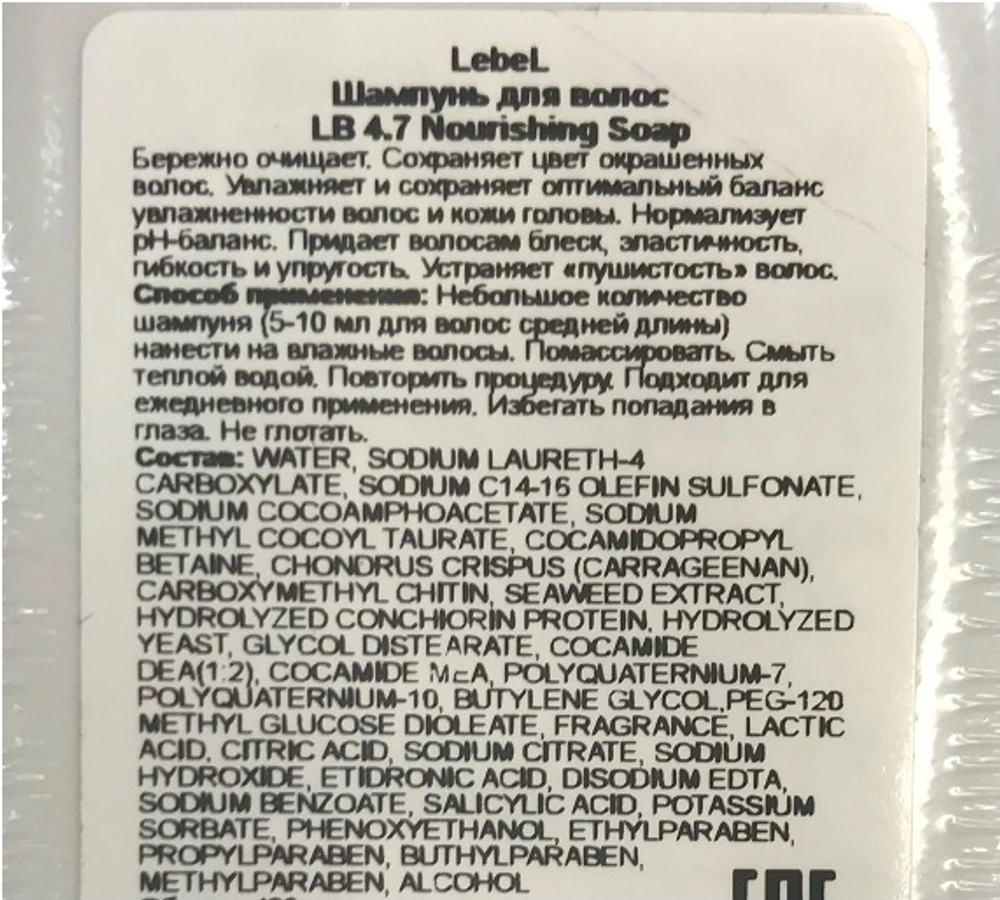 LebeL
Шампунь для волос
LB 4.7 Nourishing Soap
Бережно очищает. Сохраняет цвет окрашенных
волос. Увлажняет и сохраняет оптимальный баланс
увлажненности волос и кожи головы. Нормализует
pH-баланс. Придает волосам блеск, эластичность,
гибкость и упругость. Устраняет «пушистость» волос.
Способ применения: Небольшое количество
шампуня (5-10 мл для волос средней длины)
нанести на влажные волосы. Помассировать. Смыть
теплой водой. Повторить процедуру. Подходит для
ежедневного применения. Избегать попадания в
глаза. Не глотать.
Состав: WATER, SODIUM LAURETH-4
CARBOXYLATE, SODIUM C14-16 OLEFIN SULFONATE,
SODIUM COCOAMPHOACETATE, SODIUM
METHYL COCOYL TAURATE, COCAMIDOPROPYL
BETAINE, CHONDRUS CRISPUS (CARRAGEENAN),
CARBOXYMETHYL CHITIN, SEAWEED EXTRACT,
HYDROLYZED CONCHIORIN PROTEIN, HYDROLYZED
YEAST, GLYCOL DISTEARATE, COCAMIDE
DEA(1:2), COCAMIDE MEA, POLYQUATERNIUM-7,
POLYQUATERNIUM-10, BUTYLENE GLYCOL,PEG-120
METHYL GLUCOSE DIOLEATE, FRAGRANCE, LACTIC
ACID, CITRIC ACID, SODIUM CITRATE, SODIUM
HYDROXIDE, ETIDRONIC ACID, DISODIUM EDTA,
SODIUM BENZOATE, SALICYLIC ACID, POTASSIUM
SORBATE, PHENOXYETHANOL, ETHYLPARABEN,
PROPYLPARABEN, BUTHYLPARABEN,
METHYLPARABEN, ALCOHOL